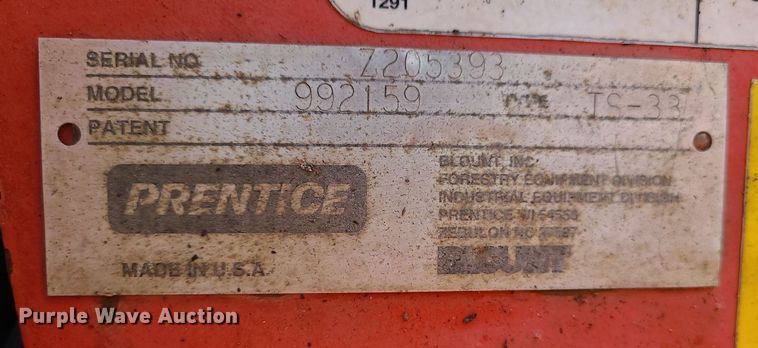 1291
SERIAL NO. Z205393
MODEL 992159 TYPE TS-33
PATENT
PRENTICE
MADE IN U.S.A.
BLOUNT, INC.
FORESTRY EQUIPMENT DIVISION
INDUSTRIAL EQUIPMENT DIVISION
PRENTICE WI 54556
ZEBULON NC 27597
BLOUNT
Purple Wave Auction